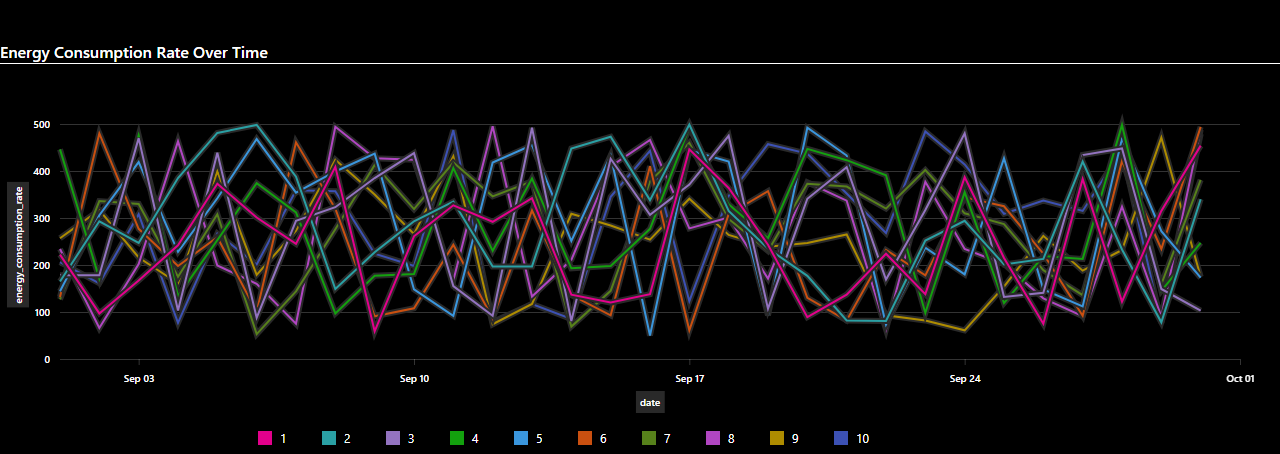 Energy Consumption Rate Over Time
500
400
300
200
100
0
energy_consumption_rate
Sep 03 Sep 10 Sep 17 Sep 24 Oct 01
date
1 2 3 4 5 6 7 8 9 10